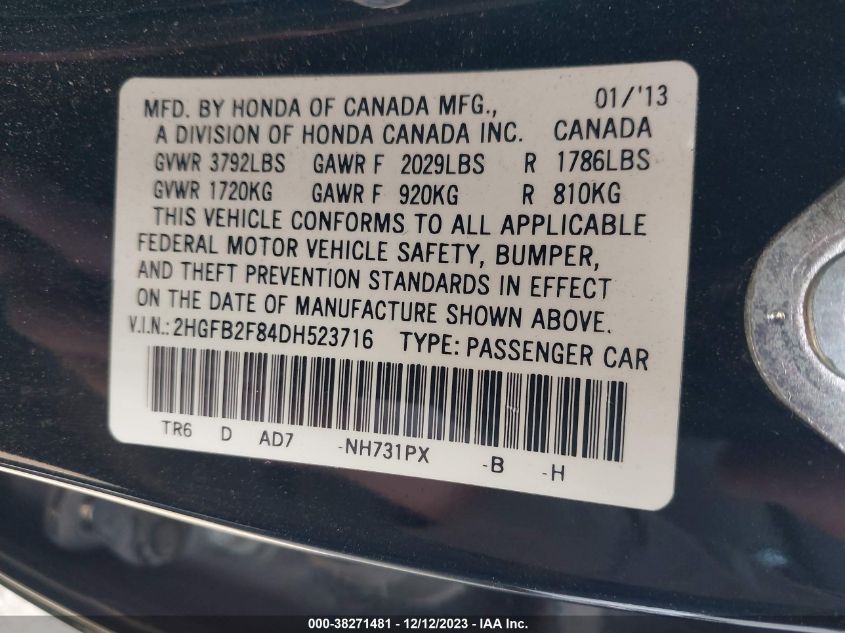 MFD. BY HONDA OF CANADA MFG., 01/'13
A DIVISION OF HONDA CANADA INC. CANADA
GVWR 3792LBS GAWR F 2029LBS R 1786LBS
GVWR 1720KG GAWR F 920KG R 810KG
THIS VEHICLE CONFORMS TO ALL APPLICABLE
FEDERAL MOTOR VEHICLE SAFETY, BUMPER,
AND THEFT PREVENTION STANDARDS IN EFFECT
ON THE DATE OF MANUFACTURE SHOWN ABOVE.
V.I.N.: 2HGFB2F84DH523716 TYPE: PASSENGER CAR
TR6 D AD7 -NH731PX -B -H
000-38271481 - 12/12/2023 - IAA Inc.